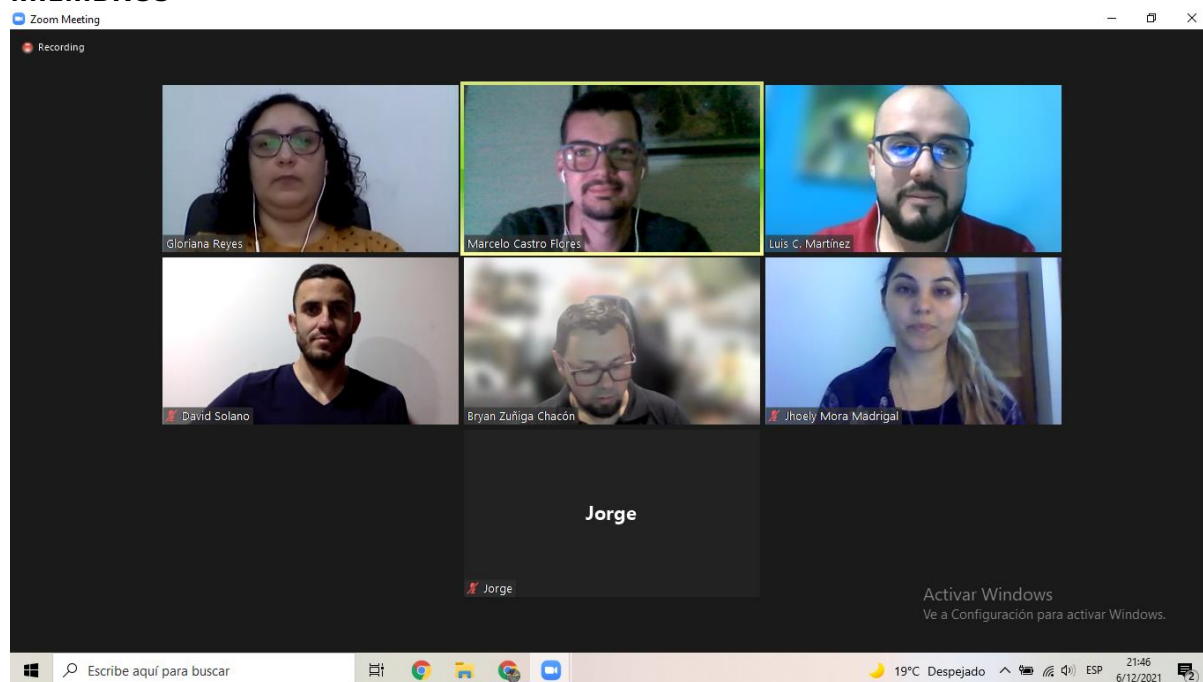 Zoom Meeting
Recording
Gloriana Reyes
Marcelo Castro Flores
Luis C. Martínez
David Solano
Bryan Zuñiga Chacón
Jhoely Mora Madrigal
Jorge
Jorge
Activar Windows
Ve a Configuración para activar Windows.
Escribe aquí para buscar
19°C Despejado
ESP
21:46
6/12/2021
2